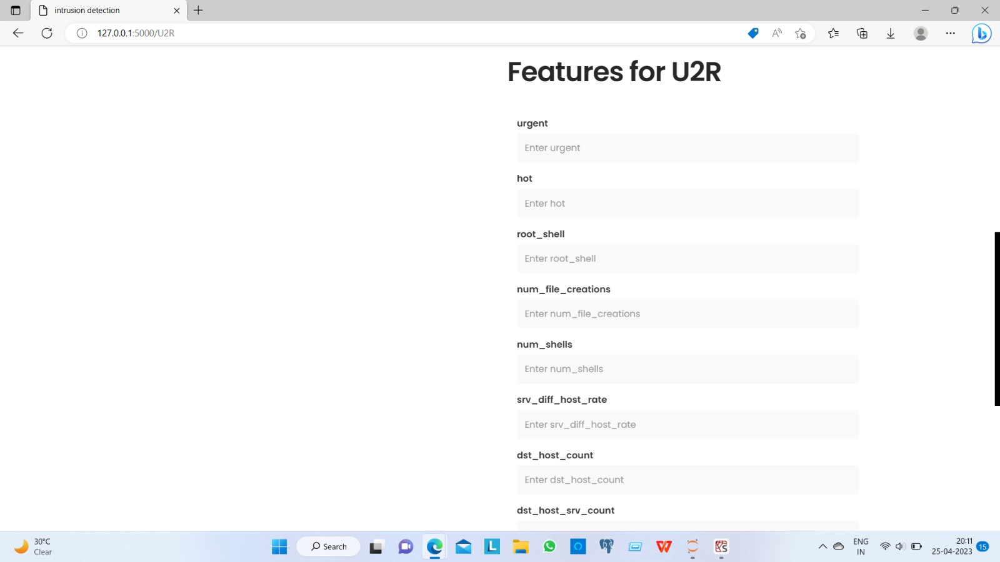 intrusion detection
127.0.0.1:5000/U2R
Features for U2R
urgent
Enter urgent
hot
Enter hot
root_shell
Enter root_shell
num_file_creations
Enter num_file_creations
num_shells
Enter num_shells
srv_diff_host_rate
Enter srv_diff_host_rate
dst_host_count
Enter dst_host_count
dst_host_srv_count
30°C
Clear
Search
ENG
IN
20:11
25-04-2023
15